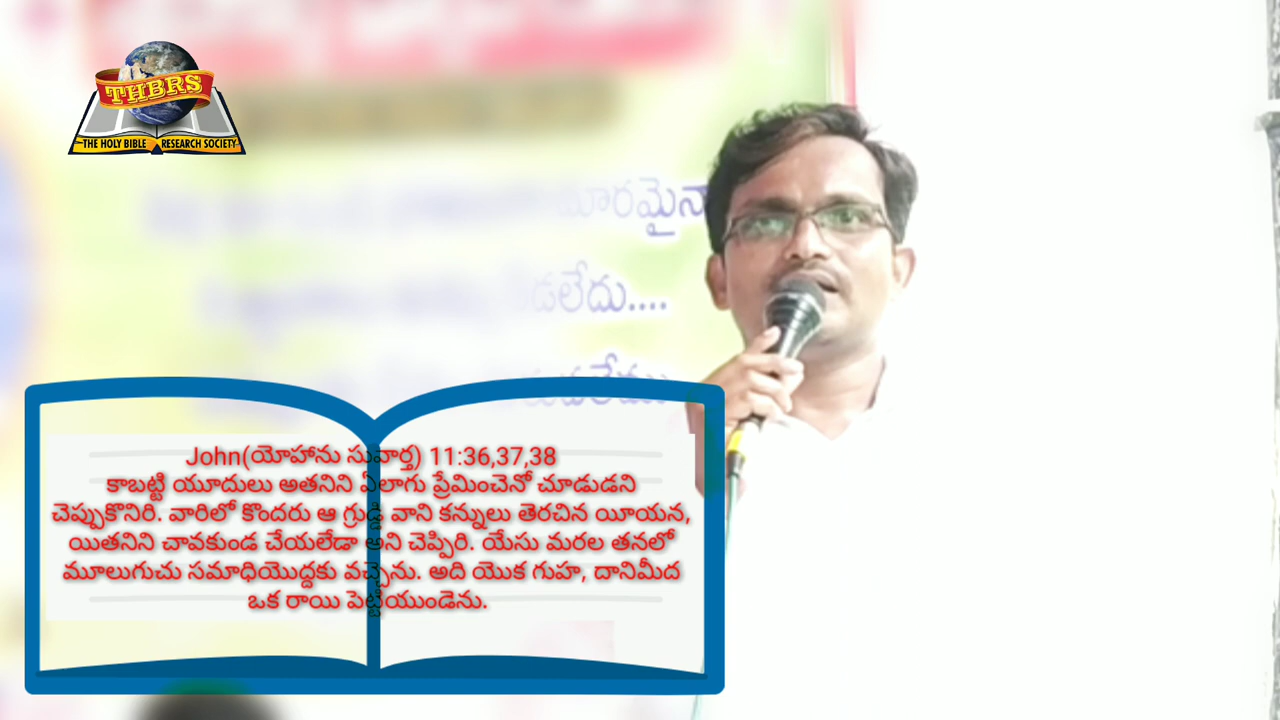 THBRS
THE HOLY BIBLE RESEARCH SOCIETY
John(యోహాను సువార్త) 11:36,37,38
కాబట్టి యూదులు అతనిని ఏలాగు ప్రేమించెనో చూడుడని
చెప్పుకొనిరి. వారిలో కొందరు ఆ గ్రుడ్డి వాని కన్నులు తెరచిన యీయన,
యితనిని చావకుండ చేయలేడా అని చెప్పిరి. యేసు మరల తనలో
మూలుగుచు సమాధియొద్దకు వచ్చెను. అది యొక గుహ, దానిమీద
ఒక రాయి పెట్టియుండెను.